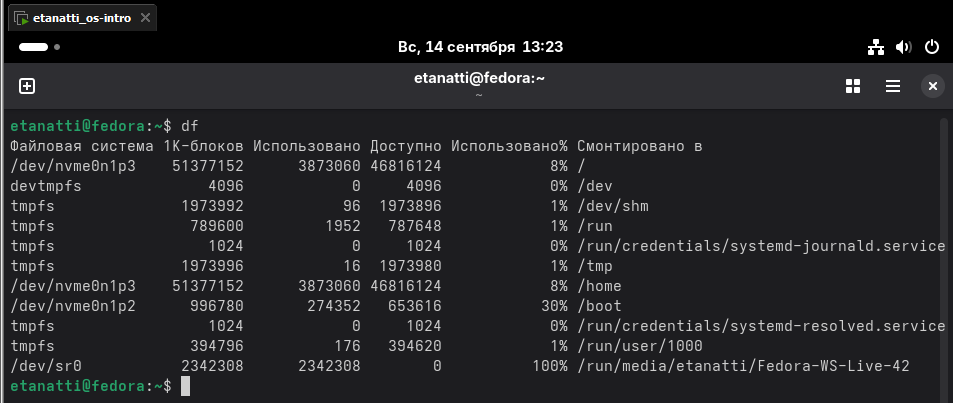 etanatti_os-intro
Вс, 14 сентября 13:23
etanatti@fedora:~
~
etanatti@fedora:~$ df
Файловая система 1K-блоков Использовано Доступно Использовано% Смонтировано в
/dev/nvme0n1p3    51377152      3873060 46816124            8% /
devtmpfs              4096            0     4096            0% /dev
tmpfs              1973992           96  1973896            1% /dev/shm
tmpfs               789600         1952   787648            1% /run
tmpfs                 1024            0     1024            0% /run/credentials/systemd-journald.service
tmpfs              1973996           16  1973980            1% /tmp
/dev/nvme0n1p3    51377152      3873060 46816124            8% /home
/dev/nvme0n1p2      996780       274352   653616           30% /boot
tmpfs                 1024            0     1024            0% /run/credentials/systemd-resolved.service
tmpfs               394796          176   394620            1% /run/user/1000
/dev/sr0           2342308      2342308        0          100% /run/media/etanatti/Fedora-WS-Live-42
etanatti@fedora:~$